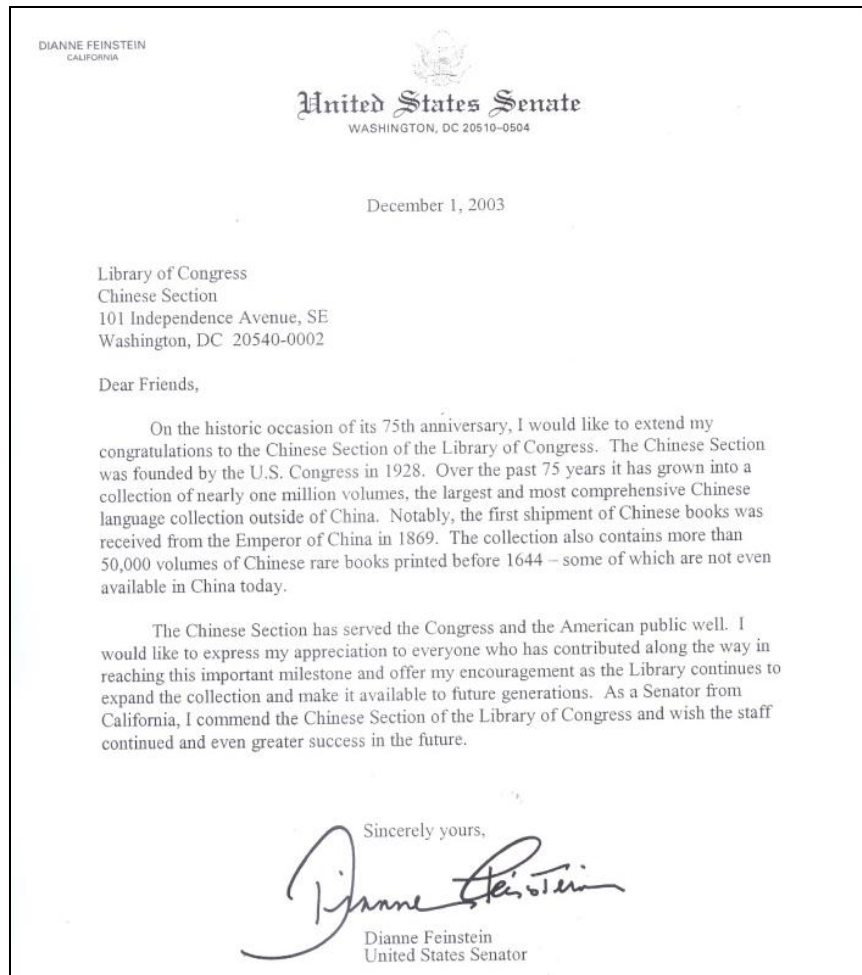 DIANNE FEINSTEIN
CALIFORNIA
United States Senate
WASHINGTON, DC 20510–0504
December 1, 2003
Library of Congress
Chinese Section
101 Independence Avenue, SE
Washington, DC 20540-0002
Dear Friends,
On the historic occasion of its 75th anniversary, I would like to extend my
congratulations to the Chinese Section of the Library of Congress. The Chinese Section
was founded by the U.S. Congress in 1928. Over the past 75 years it has grown into a
collection of nearly one million volumes, the largest and most comprehensive Chinese
language collection outside of China. Notably, the first shipment of Chinese books was
received from the Emperor of China in 1869. The collection also contains more than
50,000 volumes of Chinese rare books printed before 1644 – some of which are not even
available in China today.
The Chinese Section has served the Congress and the American public well. I
would like to express my appreciation to everyone who has contributed along the way in
reaching this important milestone and offer my encouragement as the Library continues to
expand the collection and make it available to future generations. As a Senator from
California, I commend the Chinese Section of the Library of Congress and wish the staff
continued and even greater success in the future.
Sincerely yours,
Dianne Feinstein
Dianne Feinstein
United States Senator